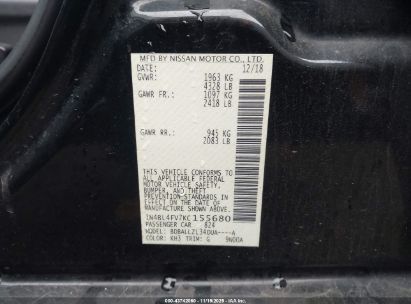 MFD BY NISSAN MOTOR CO., LTD.
DATE: 12/18
GVWR: 1963 KG
4328 LB
GAWR FR.: 1097 KG
2418 LB
GAWR RR.: 945 KG
2083 LB
THIS VEHICLE CONFORMS TO ALL
APPLICABLE FEDERAL MOTOR VEHICLE
SAFETY, BUMPER, AND THEFT
PREVENTION STANDARDS IN EFFECT ON
THE DATE OF MANUFACTURE SHOWN ABOVE.
1N4BL4FV7KC155680
PASSENGER CAR 824
MODEL:
COLOR: KH3 TRIM: G